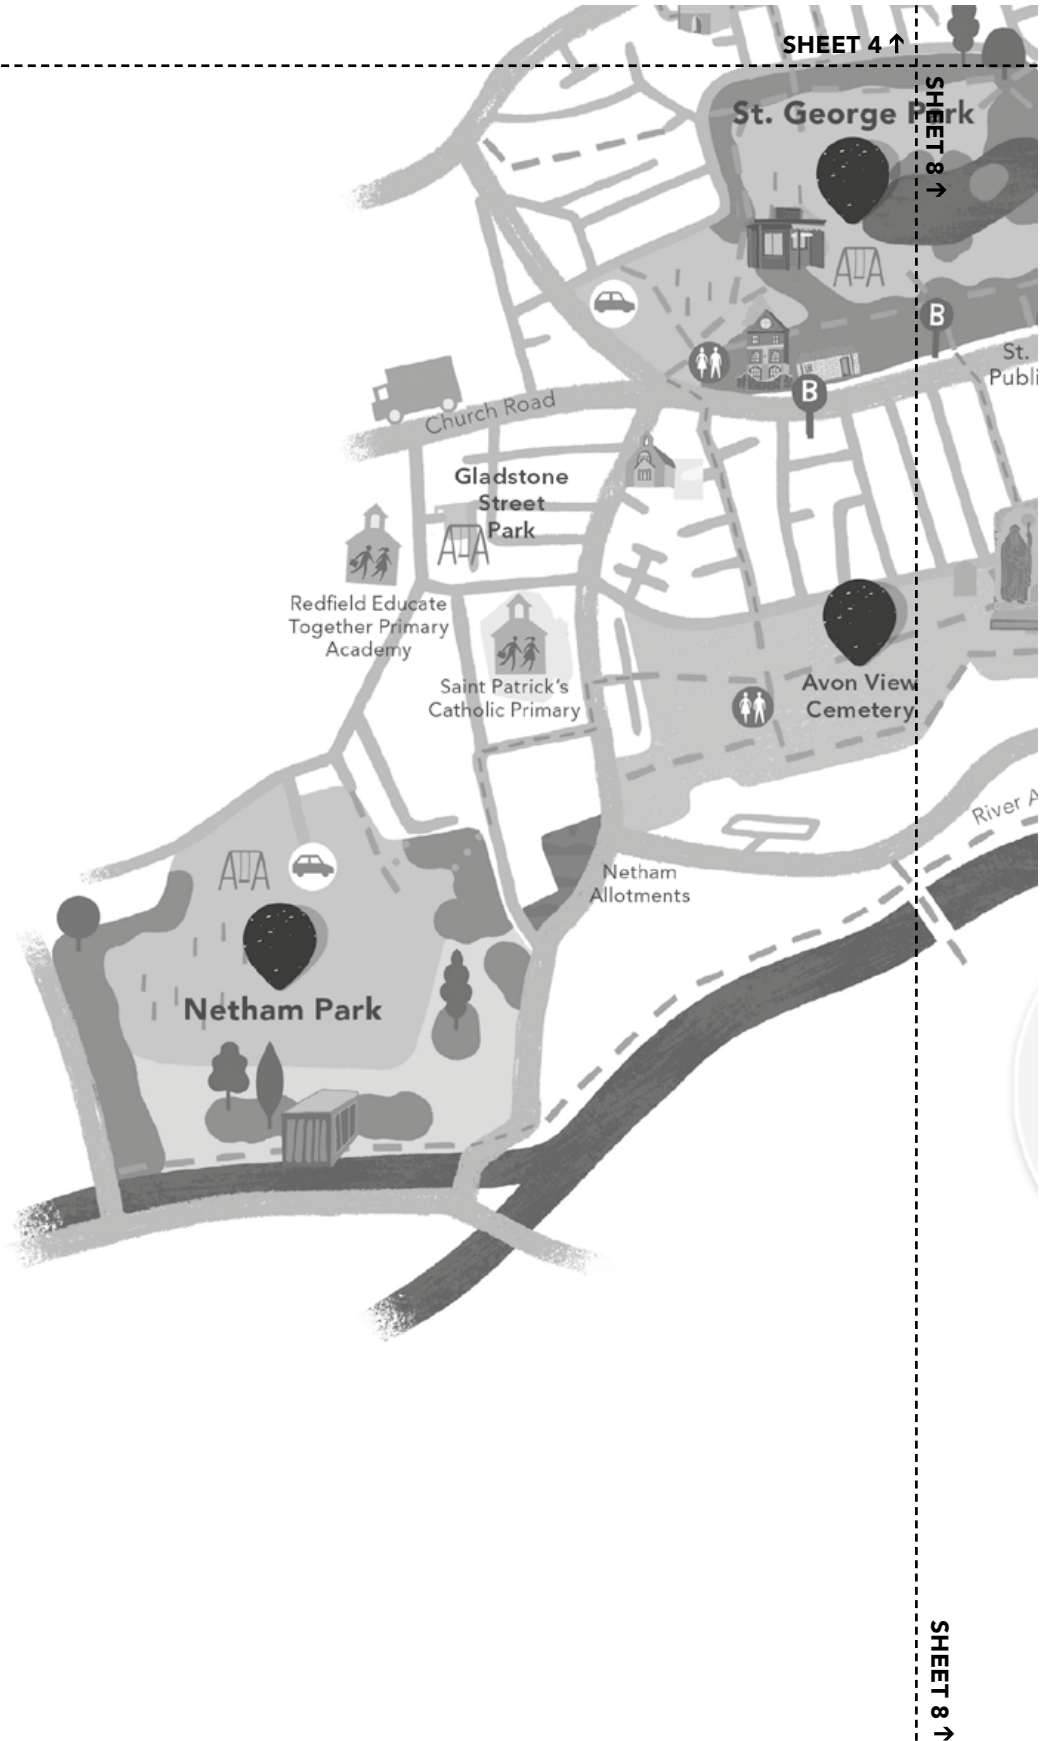 SHEET 4 ↑
SHEET 8 ↑
St. George Park
B
B
St.
Publi
Church Road
Gladstone
Street
Park
Redfield Educate
Together Primary
Academy
Saint Patrick's
Catholic Primary
Avon View
Cemetery
River A
Netham
Allotments
Netham Park
SHEET 8 ↑